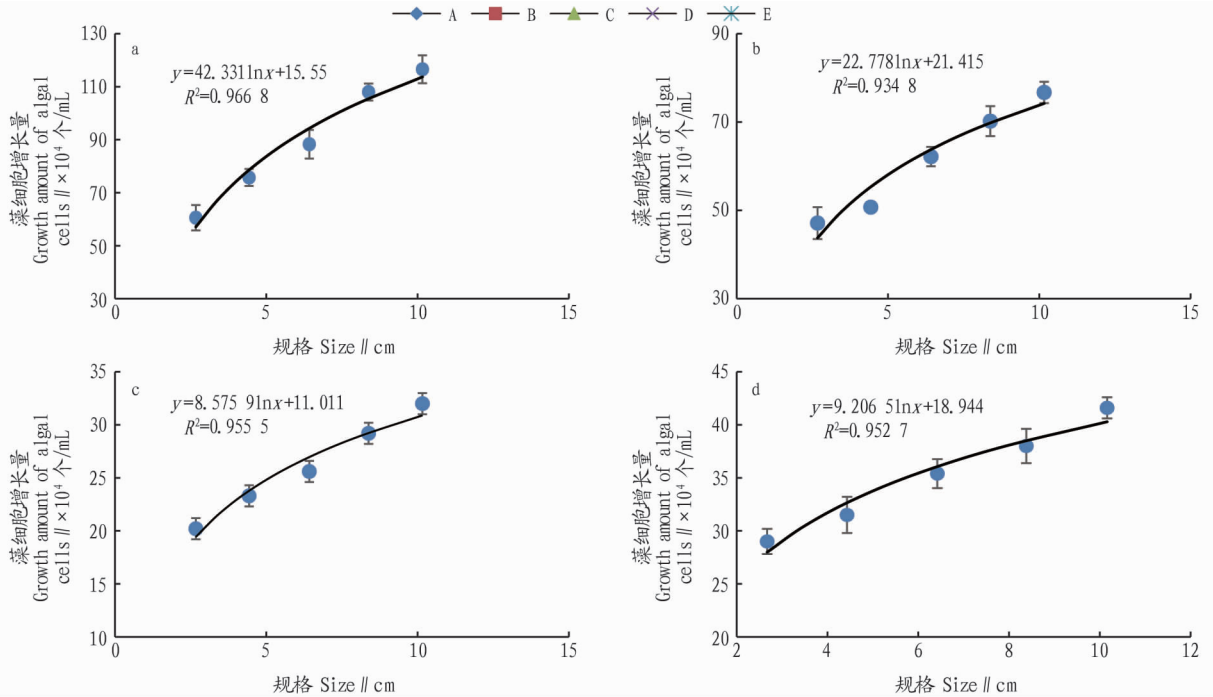 A B C D E
a
y=42.331lnx+15.55
R²=0.966 8
130
110
90
70
50
30
0 5 10 15
藻细胞增长量
Growth amount of algal
cells∥×10⁴ 个/mL
规格 Size∥cm
b
y=22.778lnx+21.415
R²=0.934 8
90
70
50
30
0 5 10 15
藻细胞增长量
Growth amount of algal
cells∥×10⁴ 个/mL
规格 Size∥cm
c
y=8.575 9lnx+11.011
R²=0.955 5
35
30
25
20
15
10
0 5 10 15
藻细胞增长量
Growth amount of algal
cells∥×10⁴ 个/mL
规格 Size∥cm
d
y=9.206 5lnx+18.944
R²=0.952 7
45
40
35
30
25
20
2 4 6 8 10 12
藻细胞增长量
Growth amount of algal
cells∥×10⁴ 个/mL
规格 Size∥cm